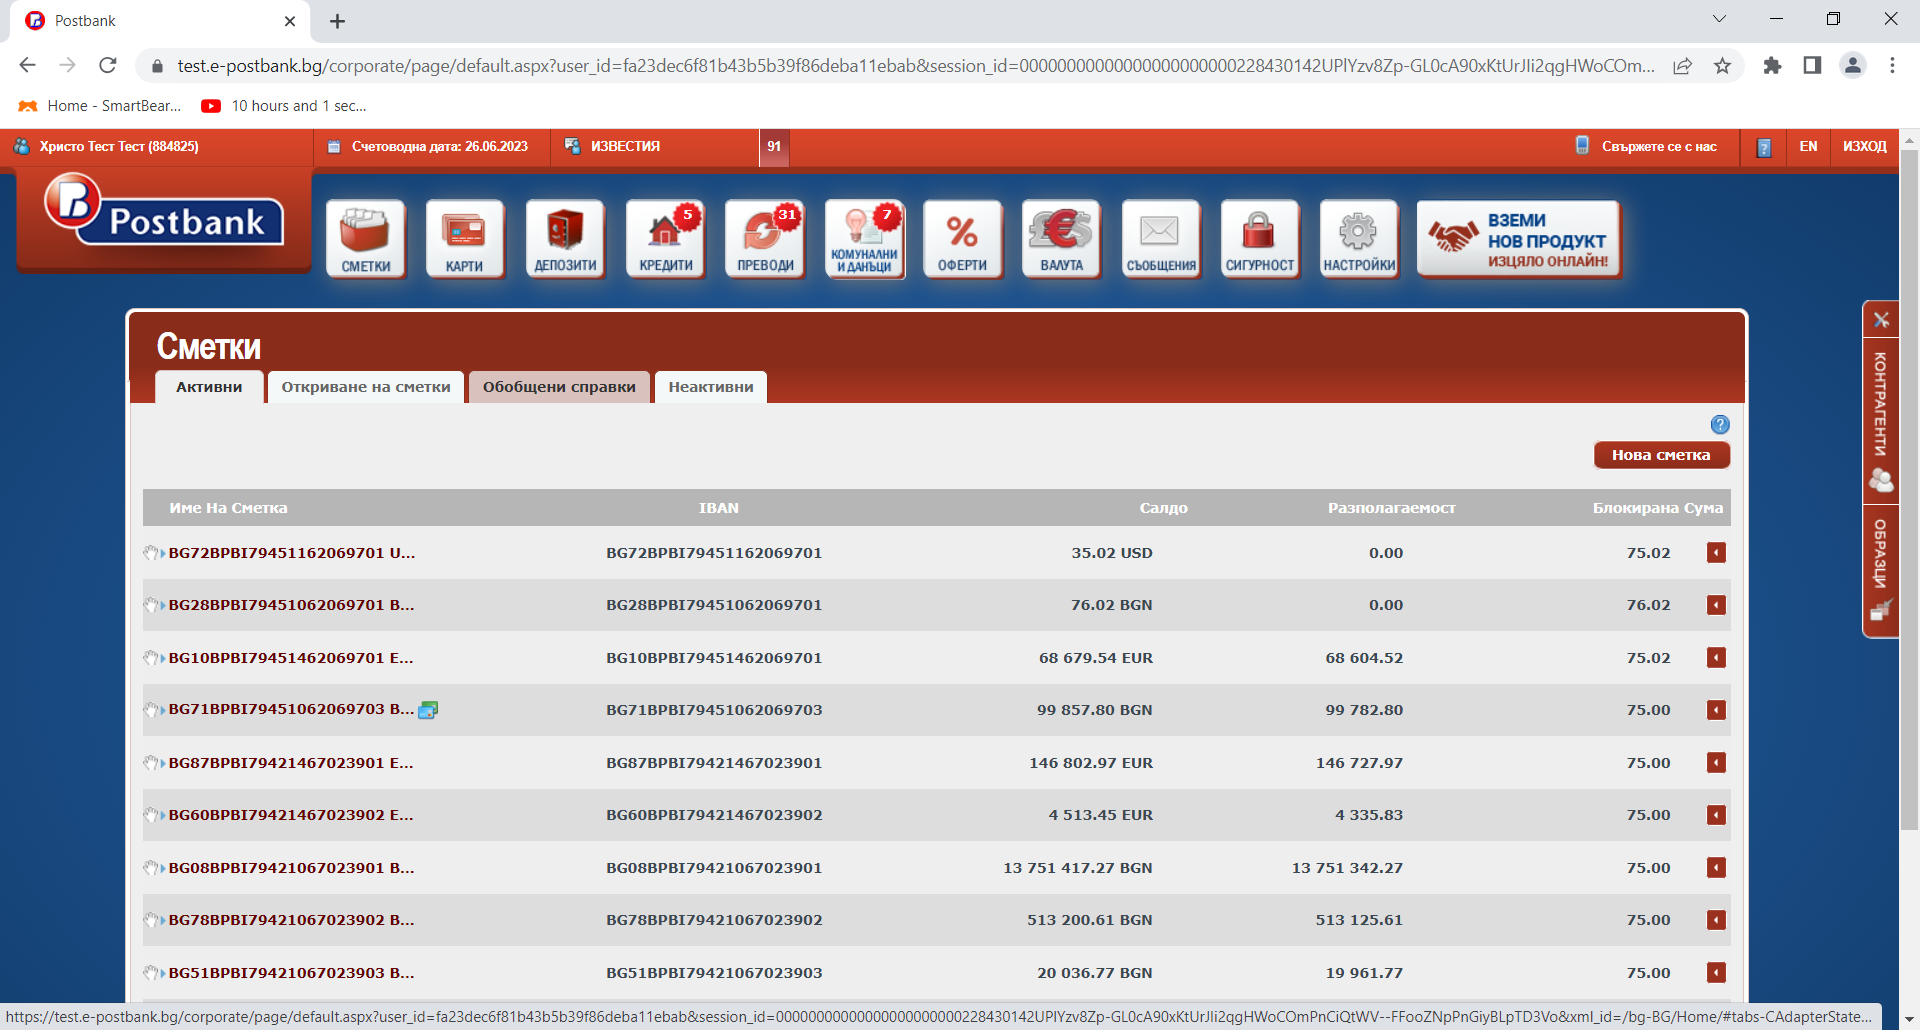 Postbank
test.e-postbank.bg/corporate/page/default.aspx?user_id=fa23dec6f81b43b5b39f86deba11ebab&session_id=0000000000000000000000228430142UPlYzv8Zp-GL0cA90xKtUrJIi2qgHWoCOm...
Home - SmartBear...
10 hours and 1 sec...
Христо Тест Тест (884825)
Счетоводна дата: 26.06.2023
ИЗВЕСТИЯ
91
Свържете се с нас
EN
ИЗХОД
Postbank
СМЕТКИ
КАРТИ
ДЕПОЗИТИ
5
КРЕДИТИ
31
ПРЕВОДИ
7
КОМУНАЛНИ
И ДАНЪЦИ
ОФЕРТИ
ВАЛУТА
СЪОБЩЕНИЯ
СИГУРНОСТ
НАСТРОЙКИ
ВЗЕМИ
НОВ ПРОДУКТ
ИЗЦЯЛО ОНЛАЙН!
КОНТРАГЕНТИ
ОБРАЗЦИ
Сметки
Активни
Откриване на сметки
Обобщени справки
Неактивни
Нова сметка
Име На Сметка IBAN Салдо Разполагаемост Блокирана Сума
BG72BPBI79451162069701 U... BG72BPBI79451162069701 35.02 USD 0.00 75.02
BG28BPBI79451062069701 B... BG28BPBI79451062069701 76.02 BGN 0.00 76.02
BG10BPBI79451462069701 E... BG10BPBI79451462069701 68 679.54 EUR 68 604.52 75.02
BG71BPBI79451062069703 B... BG71BPBI79451062069703 99 857.80 BGN 99 782.80 75.00
BG87BPBI79421467023901 E... BG87BPBI79421467023901 146 802.97 EUR 146 727.97 75.00
BG60BPBI79421467023902 E... BG60BPBI79421467023902 4 513.45 EUR 4 335.83 75.00
BG08BPBI79421067023901 B... BG08BPBI79421067023901 13 751 417.27 BGN 13 751 342.27 75.00
BG78BPBI79421067023902 B... BG78BPBI79421067023902 513 200.61 BGN 513 125.61 75.00
BG51BPBI79421067023903 B... BG51BPBI79421067023903 20 036.77 BGN 19 961.77 75.00
https://test.e-postbank.bg/corporate/page/default.aspx?user_id=fa23dec6f81b43b5b39f86deba11ebab&session_id=0000000000000000000000228430142UPlYzv8Zp-GL0cA90xKtUrJIi2qgHWoCOmPnCiQtWV--FFooZNpPnGiyBLpTD3Vo&xml_id=/bg-BG/Home/#tabs-CAdapterState...